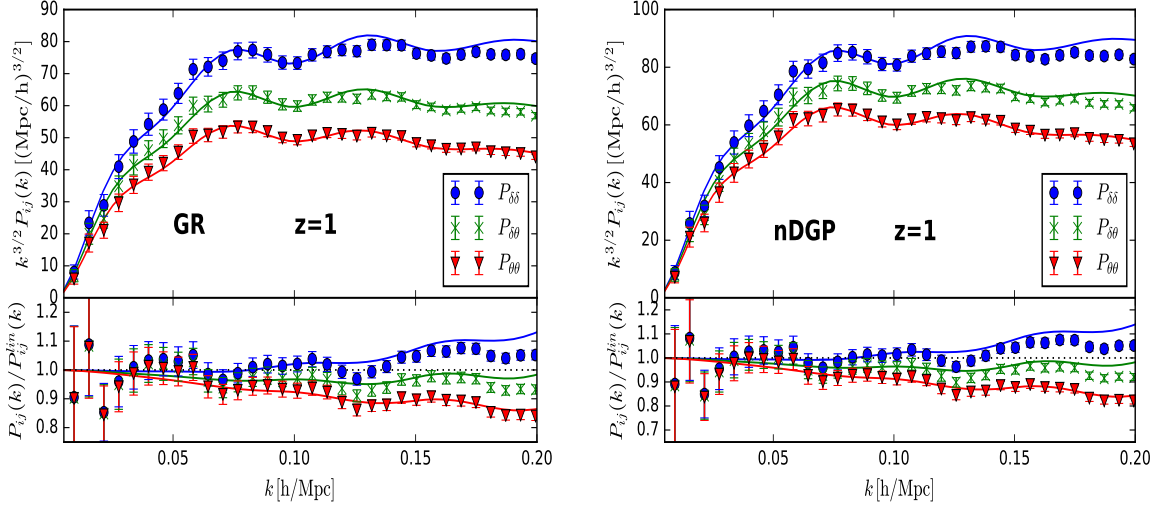 k^{3/2} P_{ij}(k) [(Mpc/h)^{3/2}]
90
80
70
60
50
40
30
20
10
0
GR z=1
P_{δδ}
P_{δθ}
P_{θθ}
P_{ij}(k)/P_{ij}^{lin}(k)
1.2
1.1
1.0
0.9
0.8
0.05 0.10 0.15 0.20
k[h/Mpc]
k^{3/2} P_{ij}(k) [(Mpc/h)^{3/2}]
100
80
60
40
20
0
nDGP z=1
P_{δδ}
P_{δθ}
P_{θθ}
P_{ij}(k)/P_{ij}^{lin}(k)
1.2
1.1
1.0
0.9
0.8
0.7
0.05 0.10 0.15 0.20
k[h/Mpc]